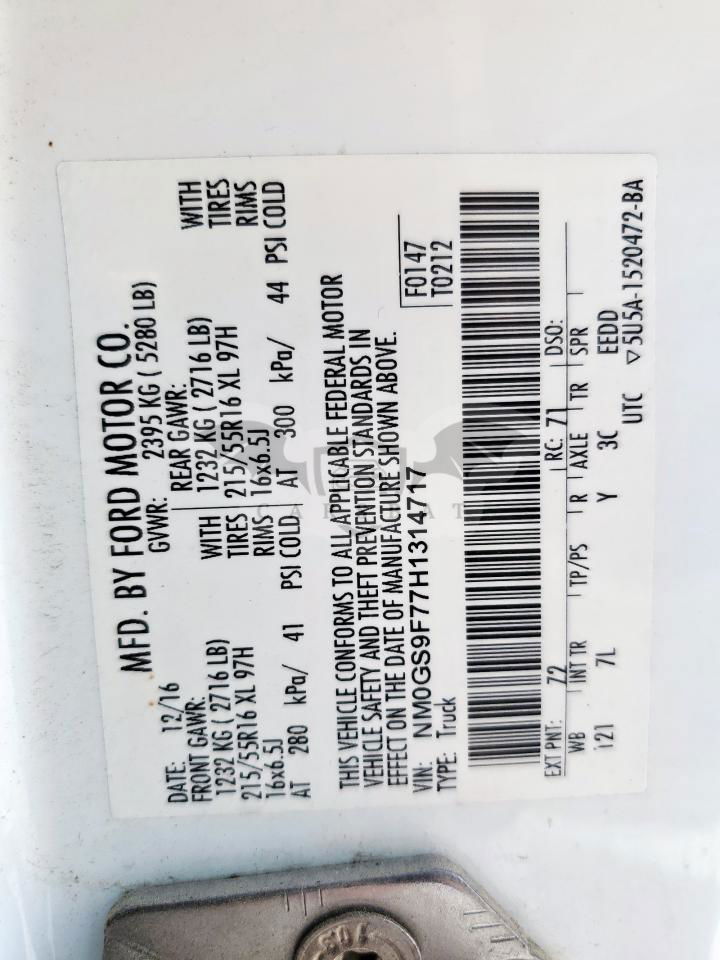 MFD. BY FORD MOTOR CO.
DATE: 12/16 GVWR: 2395 KG ( 5280 LB)
FRONT GAWR: REAR GAWR:
1232 KG ( 2716 LB) WITH 1232 KG ( 2716 LB) WITH
215/55R16 XL 97H TIRES 215/55R16 XL 97H TIRES
16x6.5J RIMS 16x6.5J RIMS
AT 280 kPa/ 41 PSI COLD AT 300 kPa/ 44 PSI COLD
THIS VEHICLE CONFORMS TO ALL APPLICABLE FEDERAL MOTOR
VEHICLE SAFETY AND THEFT PREVENTION STANDARDS IN
EFFECT ON THE DATE OF MANUFACTURE SHOWN ABOVE.
VIN: NM0GS9F77H1314717 F0147
TYPE: Truck T0212
EXT PNT: 7Z RC: 71 DSO:
WB INT TR TP/PS R AXLE TR SPR
121 7L Y 3C EEDD
UTC ▽5U5A-1520472-BA